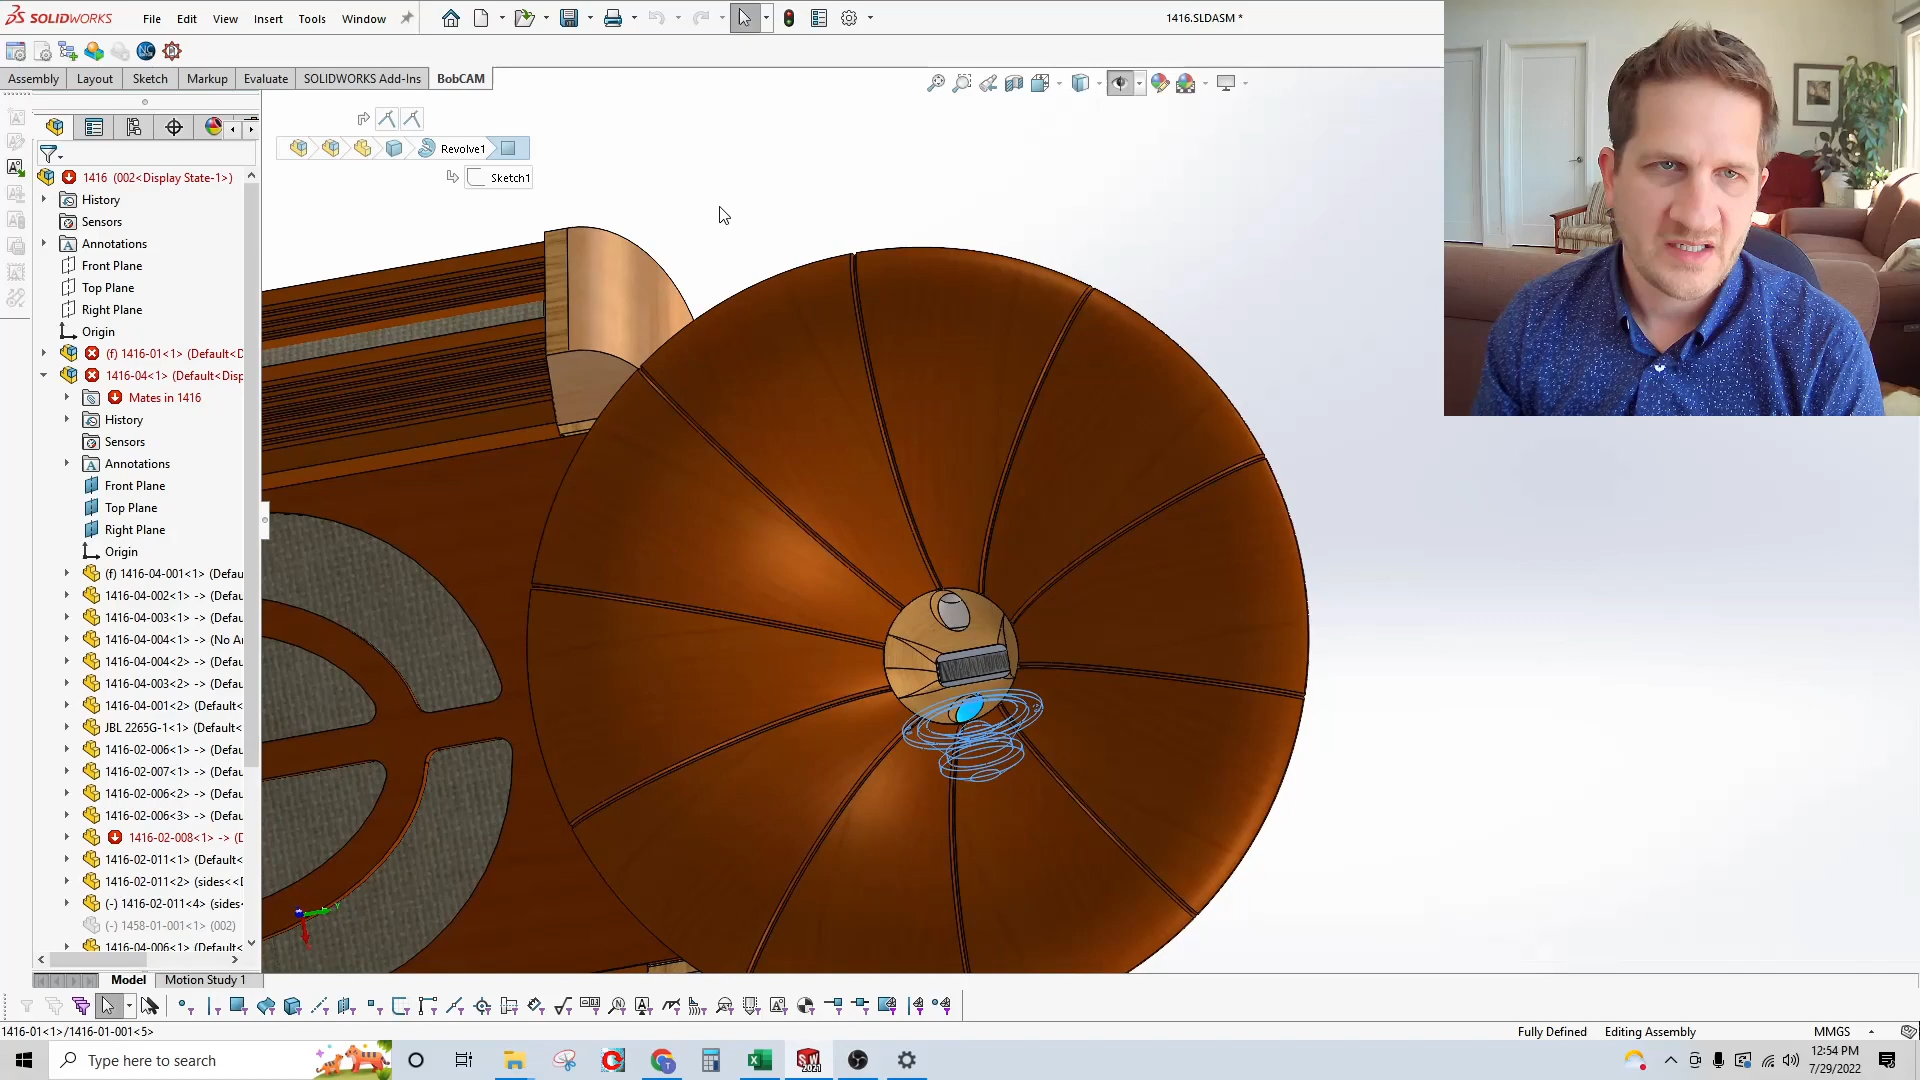 SOLIDWORKS File Edit View Insert Tools Window 1416.SLDASM *
Assembly Layout Sketch Markup Evaluate SOLIDWORKS Add-Ins BobCAM
Revolve1
Sketch1
1416 (002<Display State-1>)
History
Sensors
Annotations
Front Plane
Top Plane
Right Plane
Origin
(f) 1416-01<1> (Default<D
1416-04<1> (Default<Disp
Mates in 1416
History
Sensors
Annotations
Front Plane
Top Plane
Right Plane
Origin
(f) 1416-04-001<1> (Defau
1416-04-002<1> -> (Defau
1416-04-003<1> -> (Defau
1416-04-004<1> -> (No A
1416-04-004<2> -> (Defau
1416-04-003<2> -> (Defau
1416-04-001<2> -> (Defau
JBL 2265G-1<1> (Default<
1416-02-006<1> -> (Defau
1416-02-007<1> -> (Defau
1416-02-006<2> -> (Defau
1416-02-006<3> -> (Defau
1416-02-008<1> -> (D
1416-02-011<1> (Default<
1416-02-011<2> (sides<<D
(-) 1416-02-011<4> (sides<
(-) 1458-01-001<1> (002)
1416-04-006<1> (Default<
Model Motion Study 1
1416-01<1>/1416-01-001<5> Fully Defined Editing Assembly MMGS
Type here to search
12:54 PM
7/29/2022